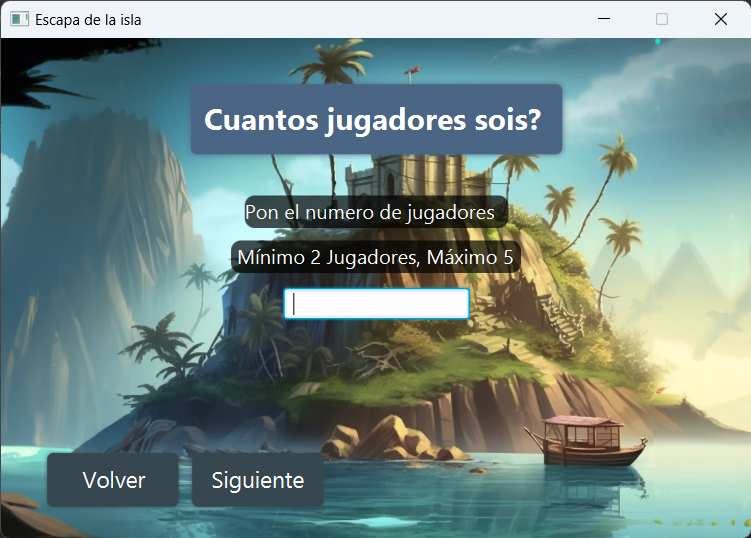 Escapa de la isla
Cuantos jugadores sois?
Pon el numero de jugadores
Mínimo 2 Jugadores, Máximo 5
Volver
Siguiente